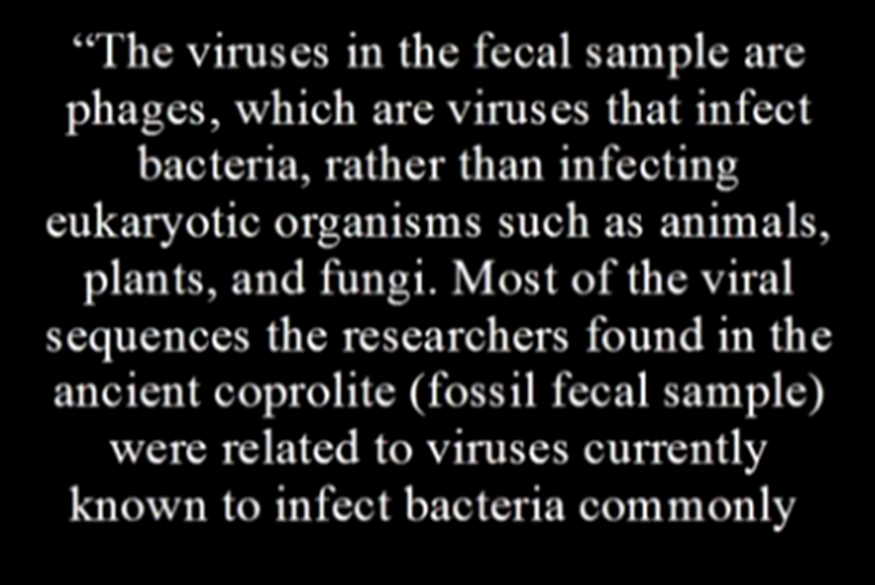 “The viruses in the fecal sample are
phages, which are viruses that infect
bacteria, rather than infecting
eukaryotic organisms such as animals,
plants, and fungi. Most of the viral
sequences the researchers found in the
ancient coprolite (fossil fecal sample)
were related to viruses currently
known to infect bacteria commonly